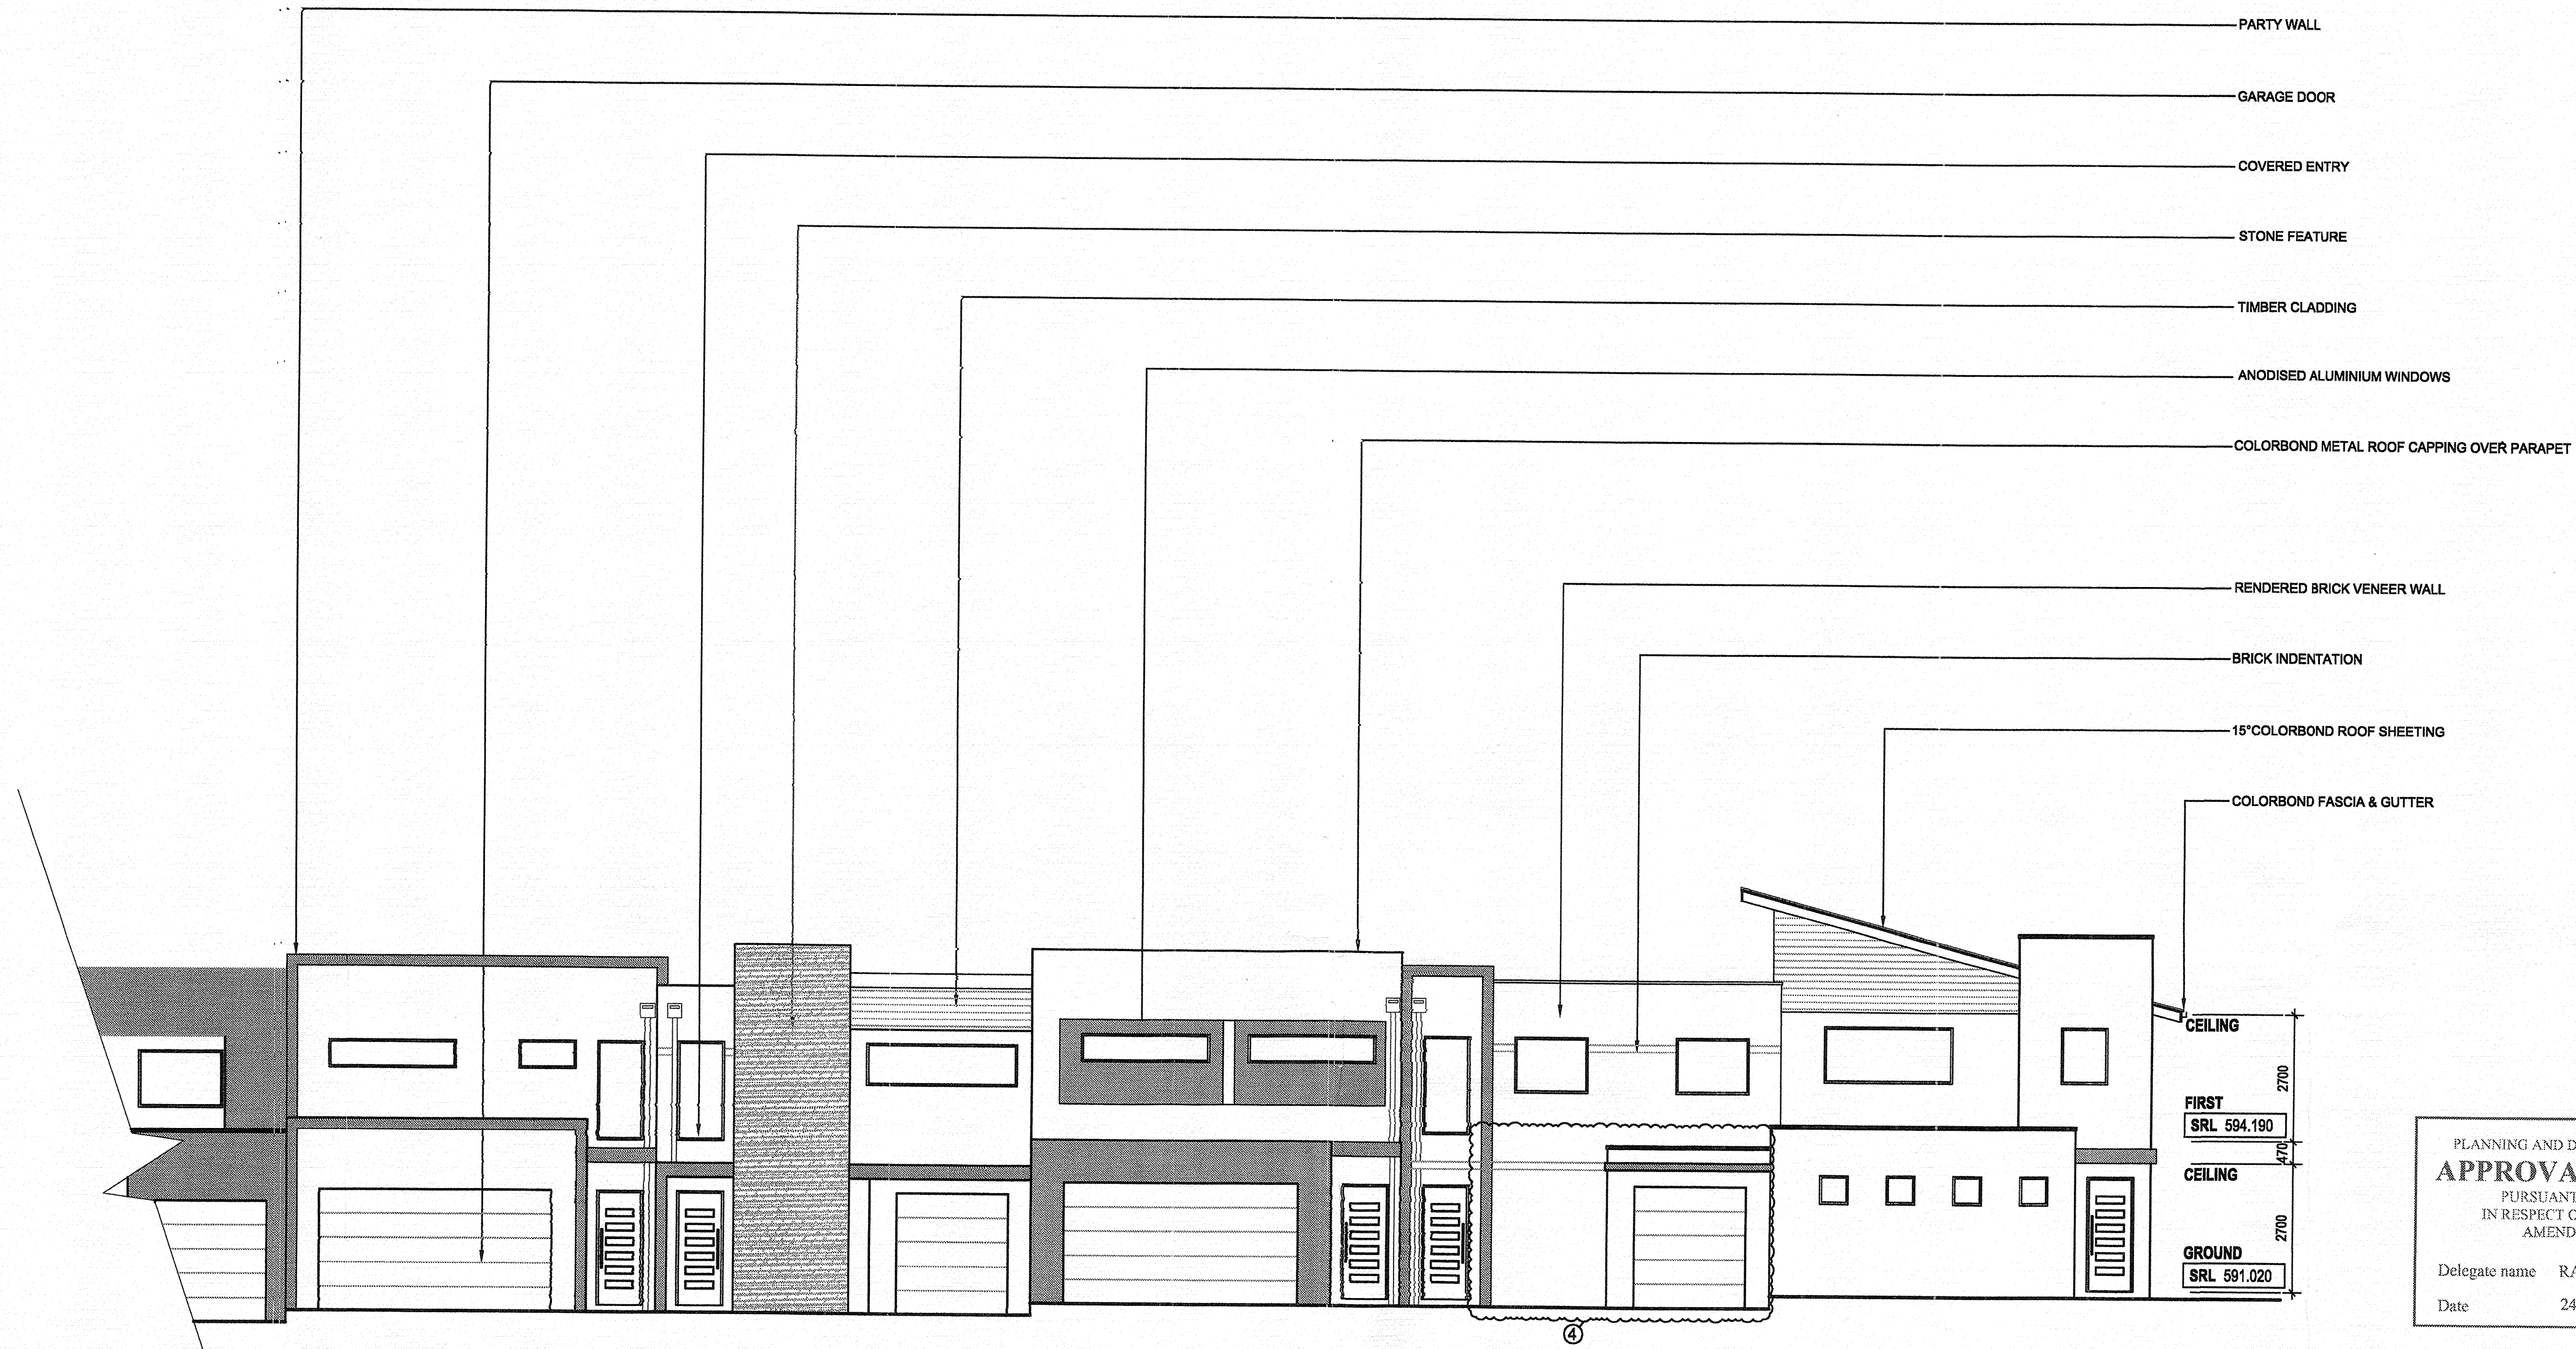 PARTY WALL
GARAGE DOOR
COVERED ENTRY
STONE FEATURE
TIMBER CLADDING
ANODISED ALUMINIUM WINDOWS
COLORBOND METAL ROOF CAPPING OVER PARAPET
RENDERED BRICK VENEER WALL
BRICK INDENTATION
15°COLORBOND ROOF SHEETING
COLORBOND FASCIA & GUTTER
CEILING
2700
FIRST
SRL 594.190
470
CEILING
2700
GROUND
SRL 591.020
4
PLANNING AND D
APPROVA
PURSUANT
IN RESPECT O
AMEND
Delegate name RA
Date 24